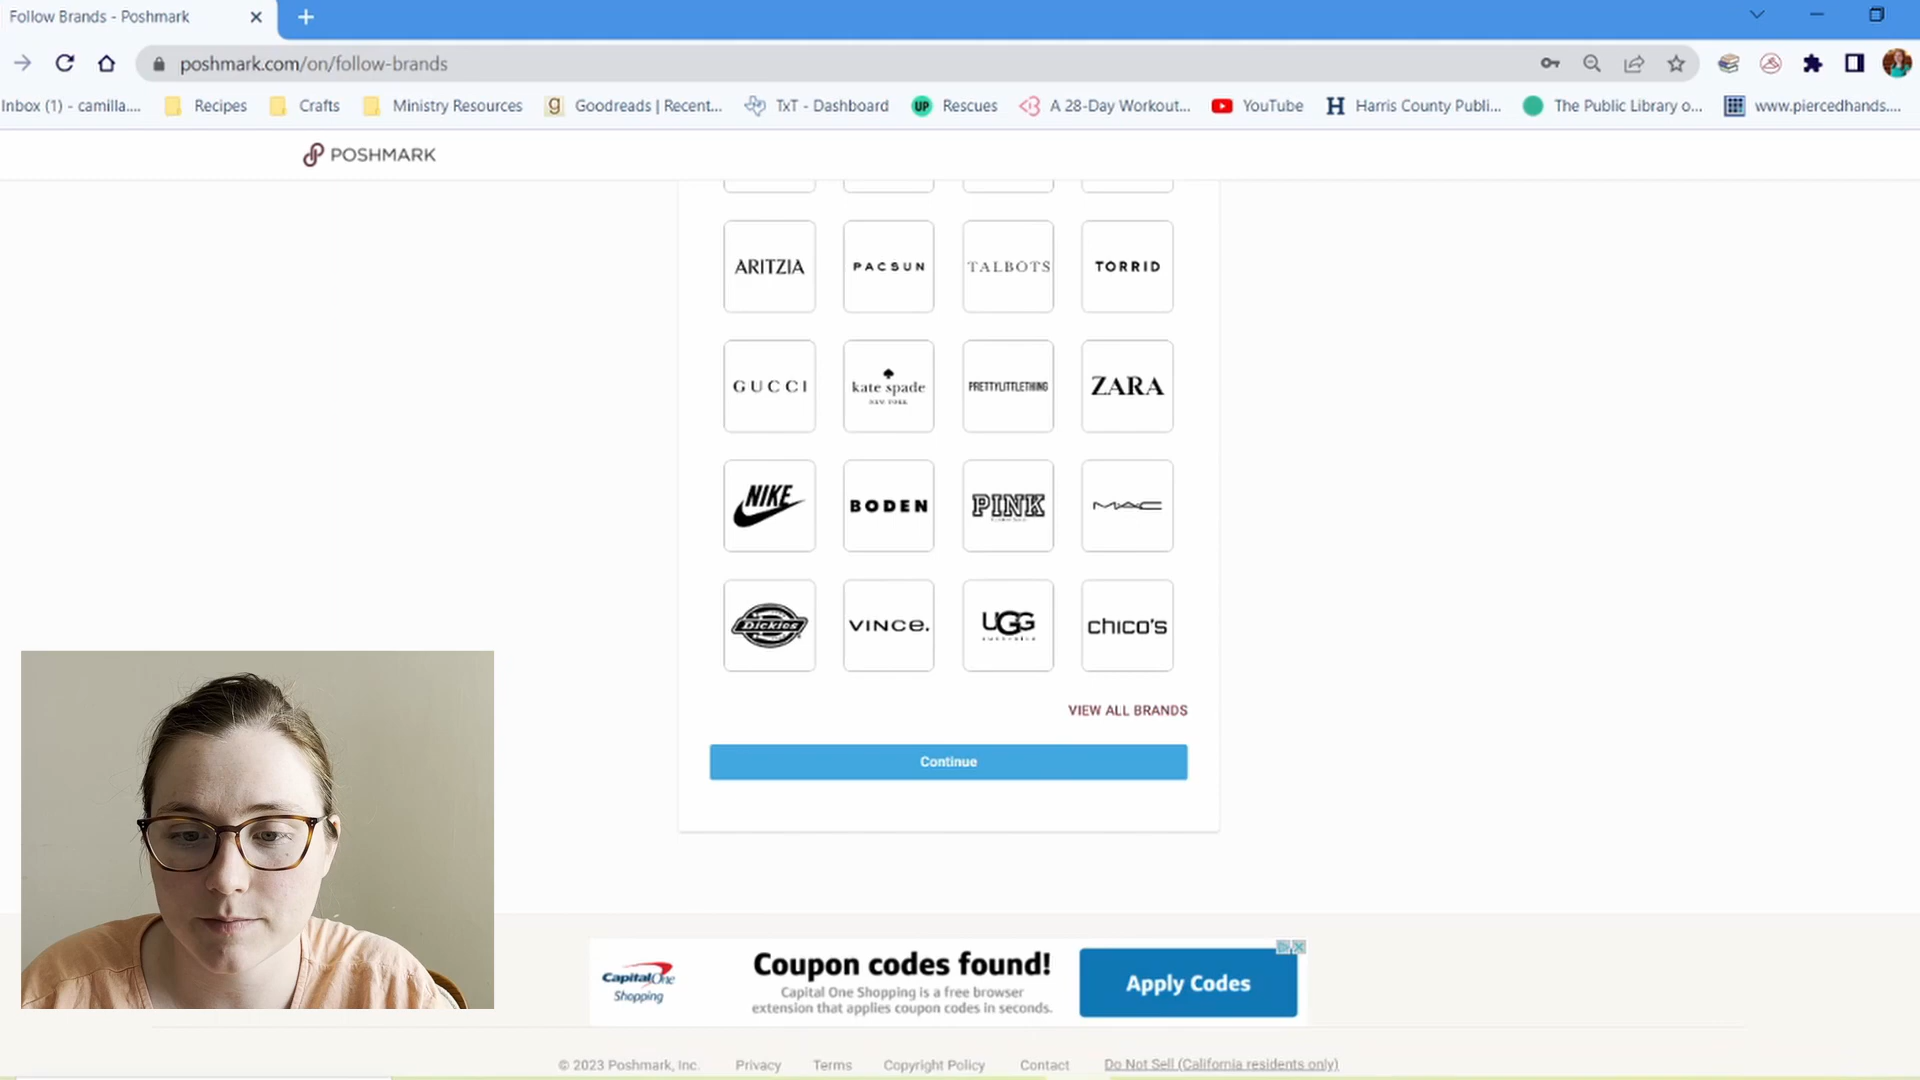 Follow Brands - Poshmark
poshmark.com/on/follow-brands
Inbox (1) - camilla....
Recipes
Crafts
Ministry Resources
g
Goodreads | Recent...
TxT - Dashboard
UP
Rescues
A 28-Day Workout...
YouTube
H
Harris County Publi...
The Public Library o...
www.piercedhands....
POSHMARK
ARITZIA
PACSUN
TALBOTS
TORRID
GUCCI
kate spade
NEW YORK
PRETTYLITTLETHING
ZARA
NIKE
BODEN
PINK
MAC
Dickies
VINCE.
UGG
chico's
VIEW ALL BRANDS
Continue
Capital One
Shopping
Coupon codes found!
Capital One Shopping is a free browser
extension that applies coupon codes in seconds.
Apply Codes
© 2023 Poshmark, Inc.
Privacy
Terms
Copyright Policy
Contact
Do Not Sell (California residents only)